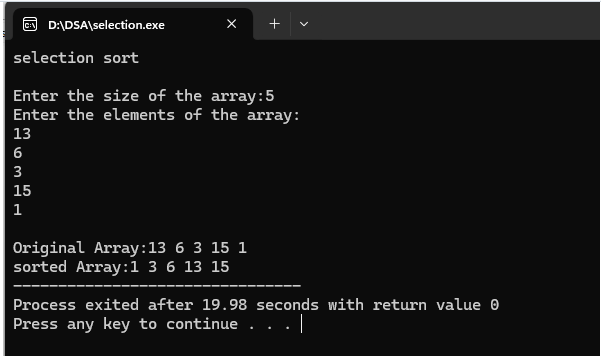 D:\DSA\selection.exe
selection sort
Enter the size of the array:5
Enter the elements of the array:
13
6
3
15
1
Original Array:13 6 3 15 1
sorted Array:1 3 6 13 15
--------------------------------
Process exited after 19.98 seconds with return value 0
Press any key to continue . . .